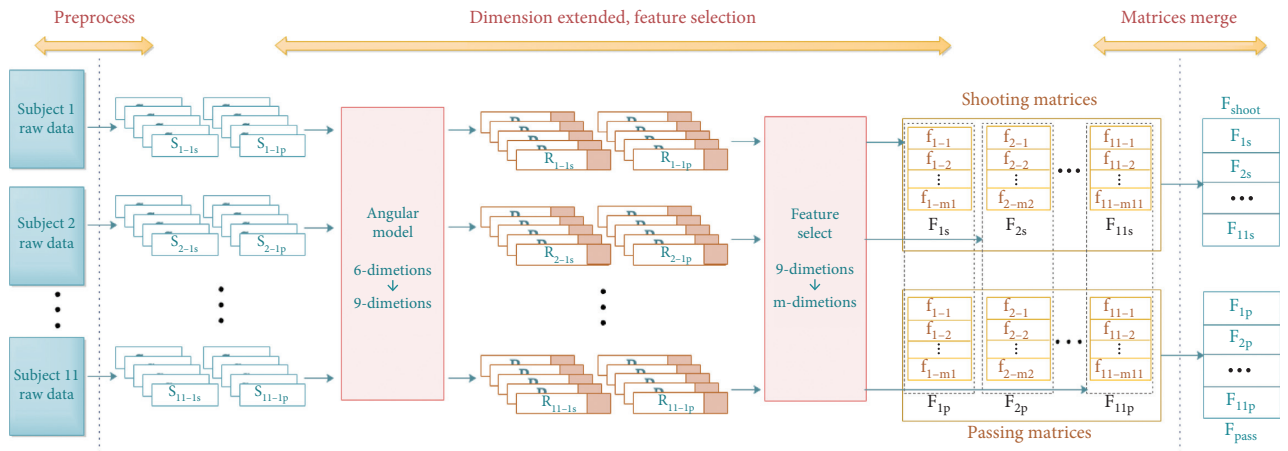 Preprocess
Dimension extended, feature selection
Matrices merge
Subject 1
raw data
S1–1s
S1–1p
Subject 2
raw data
S2–1s
S2–1p
Subject 11
raw data
S11–1s
S11–1p
Angular
model
6-dimetions
9-dimetions
R1–1s
R1–1p
R2–1s
R2–1p
R11–1s
R11–1p
Feature
select
9-dimetions
m-dimetions
Shooting matrices
f1–1
f1–2
f1–m1
F1s
f2–1
f2–2
f2–m2
F2s
f11–1
f11–2
f11–m11
F11s
f1–1
f1–2
f1–m1
F1p
f2–1
f2–2
f2–m2
F2p
f11–1
f11–2
f11–m11
F11p
Passing matrices
Fshoot
F1s
F2s
F11s
F1p
F2p
F11p
Fpass